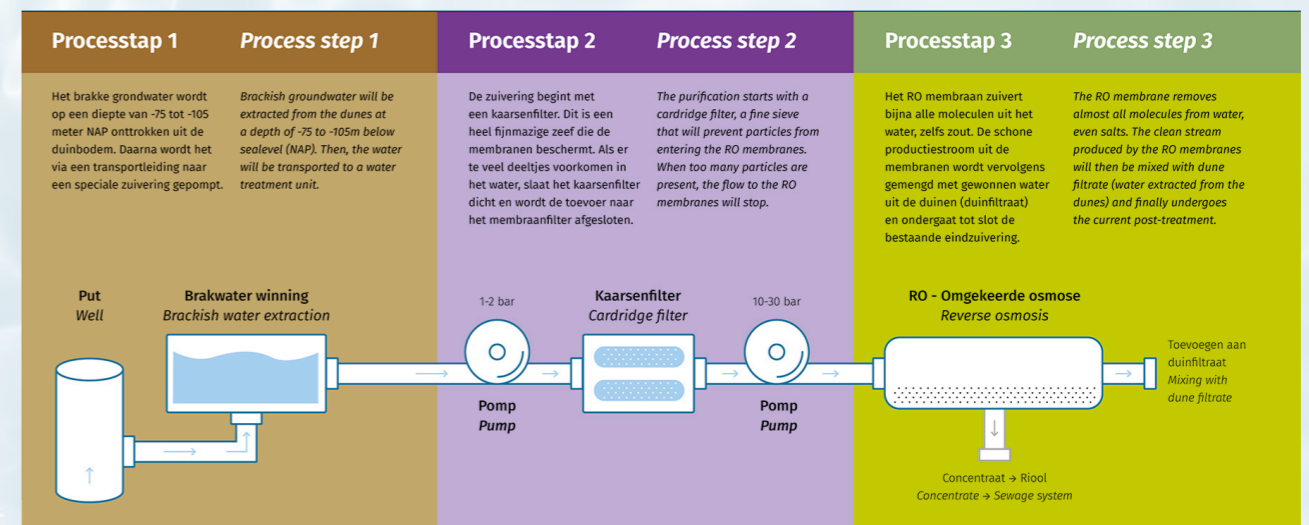 Processtap 1
Process step 1
Het brakke grondwater wordt
op een diepte van -75 tot -105
meter NAP onttrokken uit de
duinbodem. Daarna wordt het
via een transportleiding naar
een speciale zuivering gepompt.
Brackish groundwater will be
extracted from the dunes at
a depth of -75 to -105m below
sealevel (NAP). Then, the water
will be transported to a water
treatment unit.
Put
Well
Brakwater winning
Brackish water extraction
Processtap 2
Process step 2
De zuivering begint met
een kaarsenfilter. Dit is een
heel fijnmazige zeef die de
membranen beschermt. Als er
te veel deeltjes voorkomen in
het water, slaat het kaarsenfilter
dicht en wordt de toevoer naar
het membraanfilter afgesloten.
The purification starts with a
cardridge filter, a fine sieve
that will prevent particles from
entering the RO membranes.
When too many particles are
present, the flow to the RO
membranes will stop.
1-2 bar
Pomp
Pump
Kaarsenfilter
Cardridge filter
10-30 bar
Pomp
Pump
Processtap 3
Process step 3
Het RO membraan zuivert
bijna alle moleculen uit het
water, zelfs zout. De schone
productiestroom uit de
membranen wordt vervolgens
gemengd met gewonnen water
uit de duinen (duinfiltraat)
en ondergaat tot slot de
bestaande eindzuivering.
The RO membrane removes
almost all molecules from water,
even salts. The clean stream
produced by the RO membranes
will then be mixed with dune
filtrate (water extracted from the
dunes) and finally undergoes
the current post-treatment.
RO - Omgekeerde osmose
Reverse osmosis
Toevoegen aan
duinfiltraat
Mixing with
dune filtrate
Concentraat → Riool
Concentrate → Sewage system